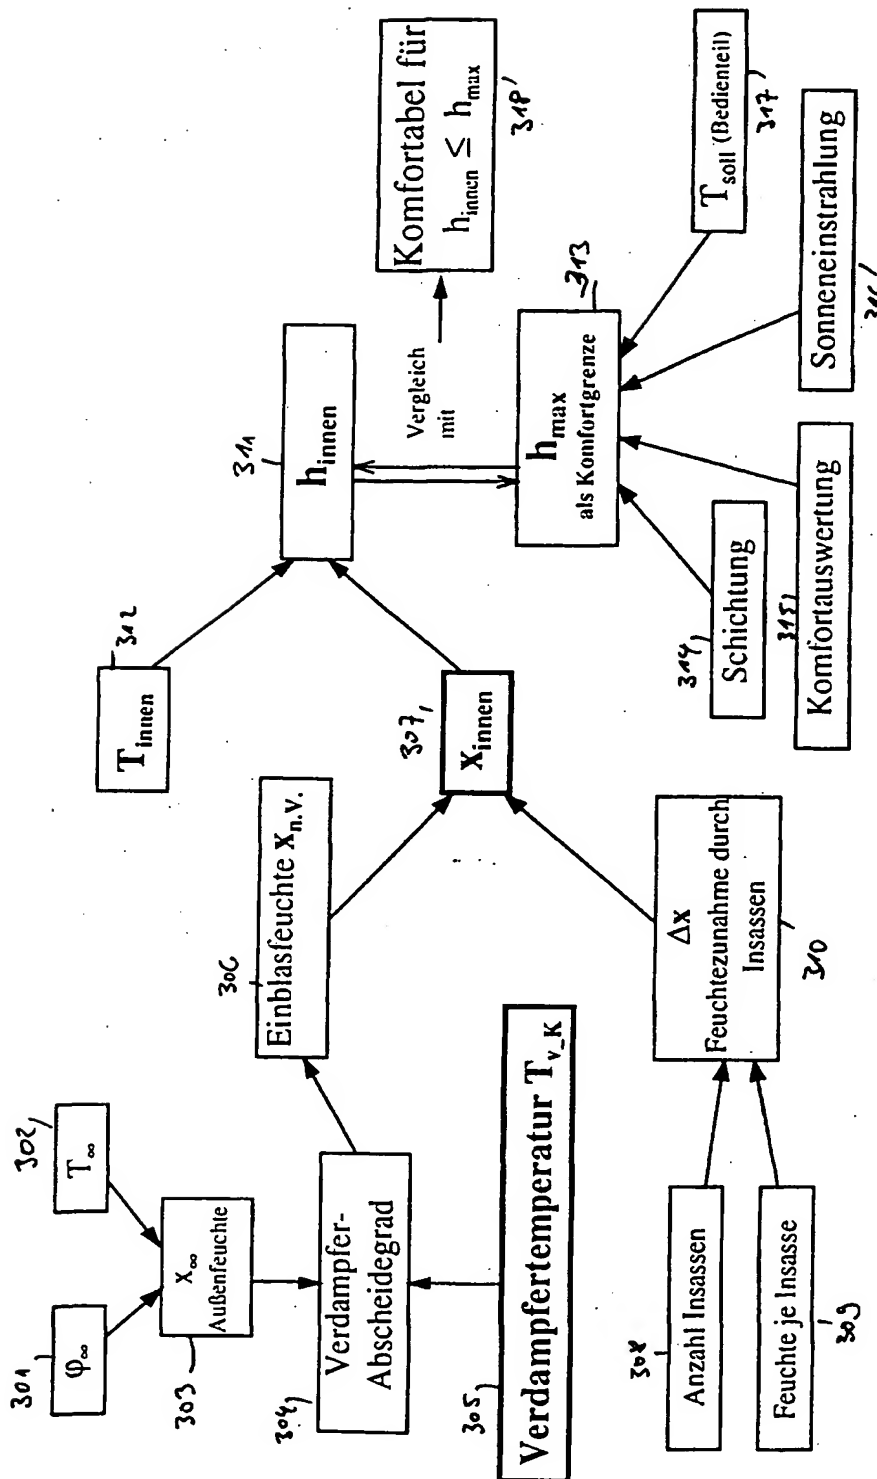 301
φ∞
302
T∞
303
x∞
Außenfeuchte
304
Verdampfer-
Abscheidegrad
305
Verdampfertemperatur Tv_K
306
Einblasfeuchte xn.v.
307
xinnen
308
Anzahl Insassen
309
Feuchte je Insasse
310
Δx
Feuchtezunahme durch
Insassen
312
Tinnen
311
hinnen
Vergleich
mit
313
hmax
als Komfortgrenze
314
Schichtung
315
Komfortauswertung
316
Sonneneinstrahlung
317
Tsoll (Bedienteil)
318
Komfortabel für
hinnen ≤ hmax